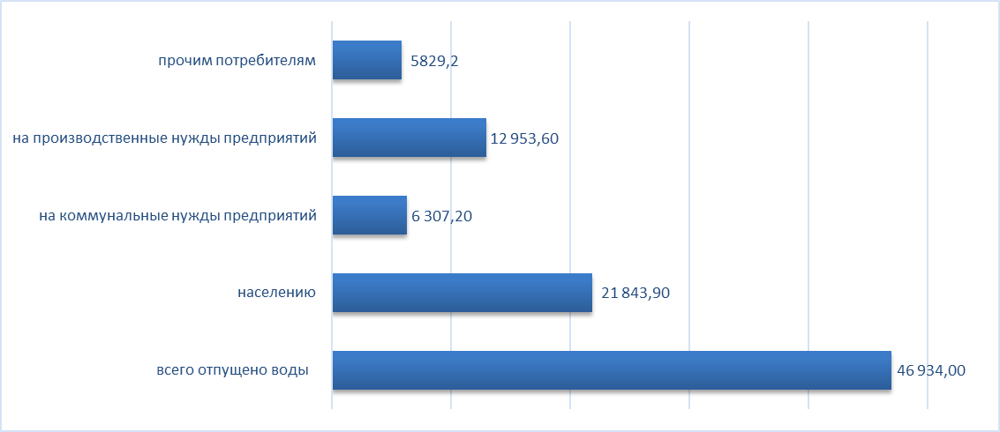 прочим потребителям 5829,2
на производственные нужды предприятий 12 953,60
на коммунальные нужды предприятий 6 307,20
населению 21 843,90
всего отпущено воды 46 934,00